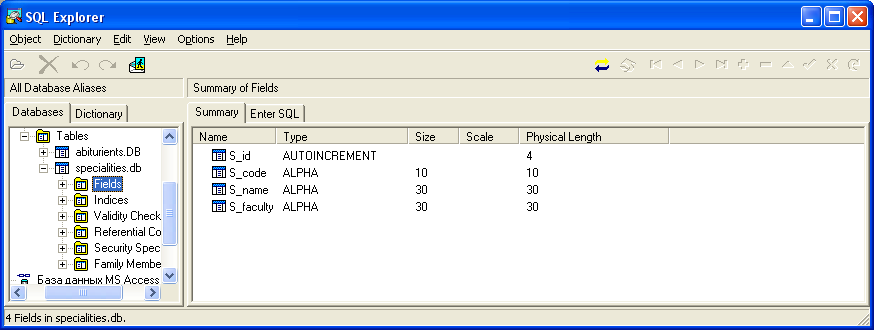 SQL Explorer
Object Dictionary Edit View Options Help
All Database Aliases
Summary of Fields
Databases Dictionary
Summary Enter SQL
Tables
abiturients.DB
specialities.db
Fields
Indices
Validity Check
Referential Co
Security Spec
Family Membe
База данных MS Access
Name Type Size Scale Physical Length
S_id AUTOINCREMENT 4
S_code ALPHA 10 10
S_name ALPHA 30 30
S_faculty ALPHA 30 30
4 Fields in specialities.db.